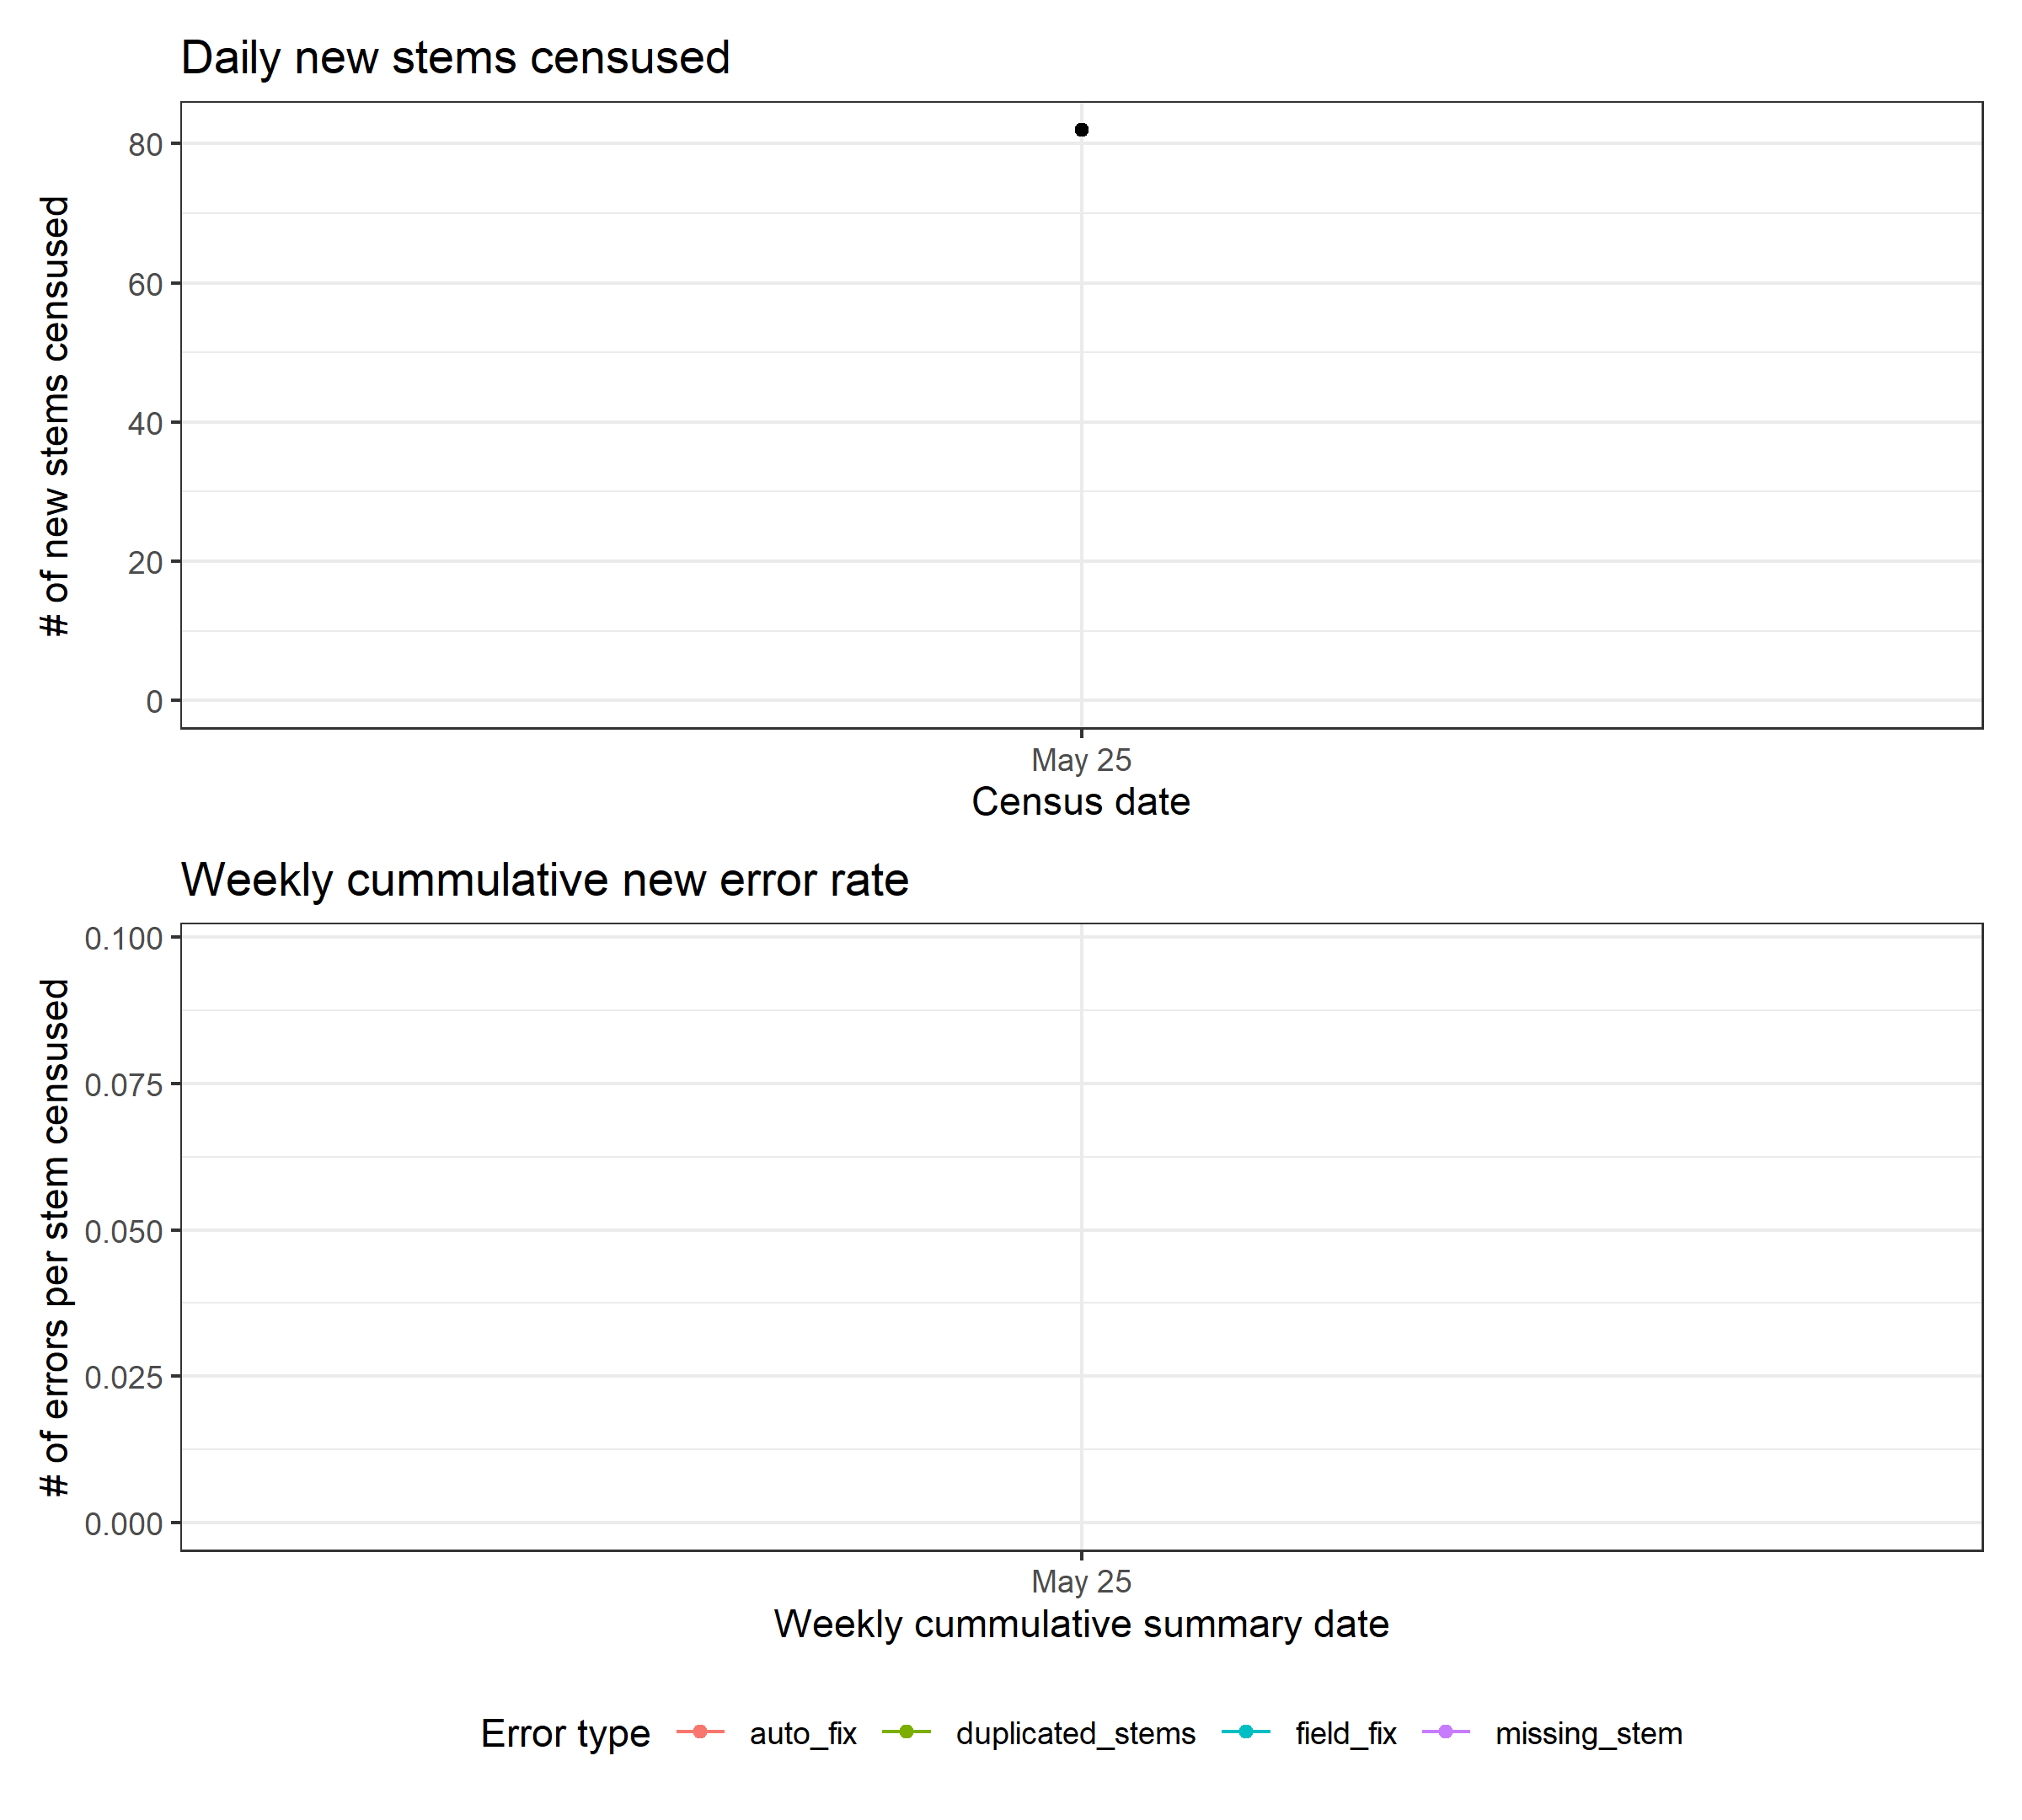 Daily new stems censused
# of new stems censused
80
60
40
20
0
May 25
Census date
Weekly cummulative new error rate
# of errors per stem censused
0.100
0.075
0.050
0.025
0.000
May 25
Weekly cummulative summary date
Error type auto_fix duplicated_stems field_fix missing_stem